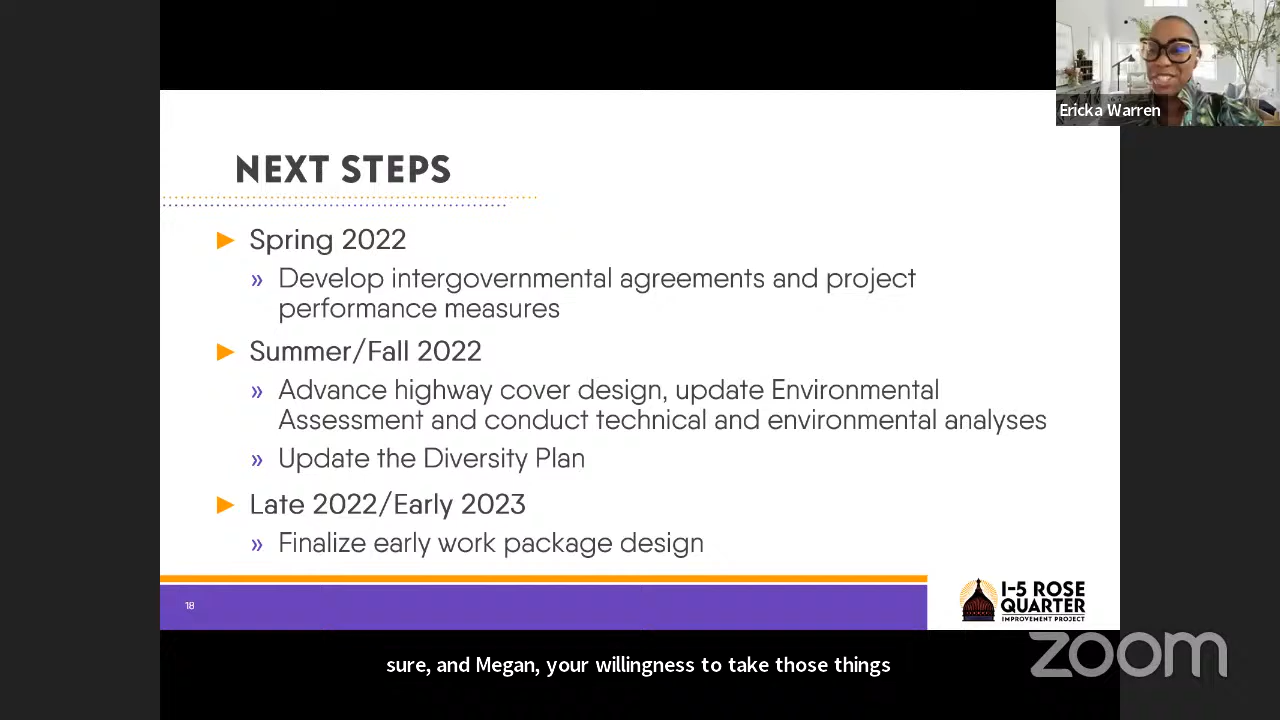 Ericka Warren
NEXT STEPS
Spring 2022
» Develop intergovernmental agreements and project
performance measures
Summer/Fall 2022
» Advance highway cover design, update Environmental
Assessment and conduct technical and environmental analyses
» Update the Diversity Plan
Late 2022/Early 2023
» Finalize early work package design
18
I-5 ROSE
QUARTER
IMPROVEMENT PROJECT
sure, and Megan, your willingness to take those things
zoom